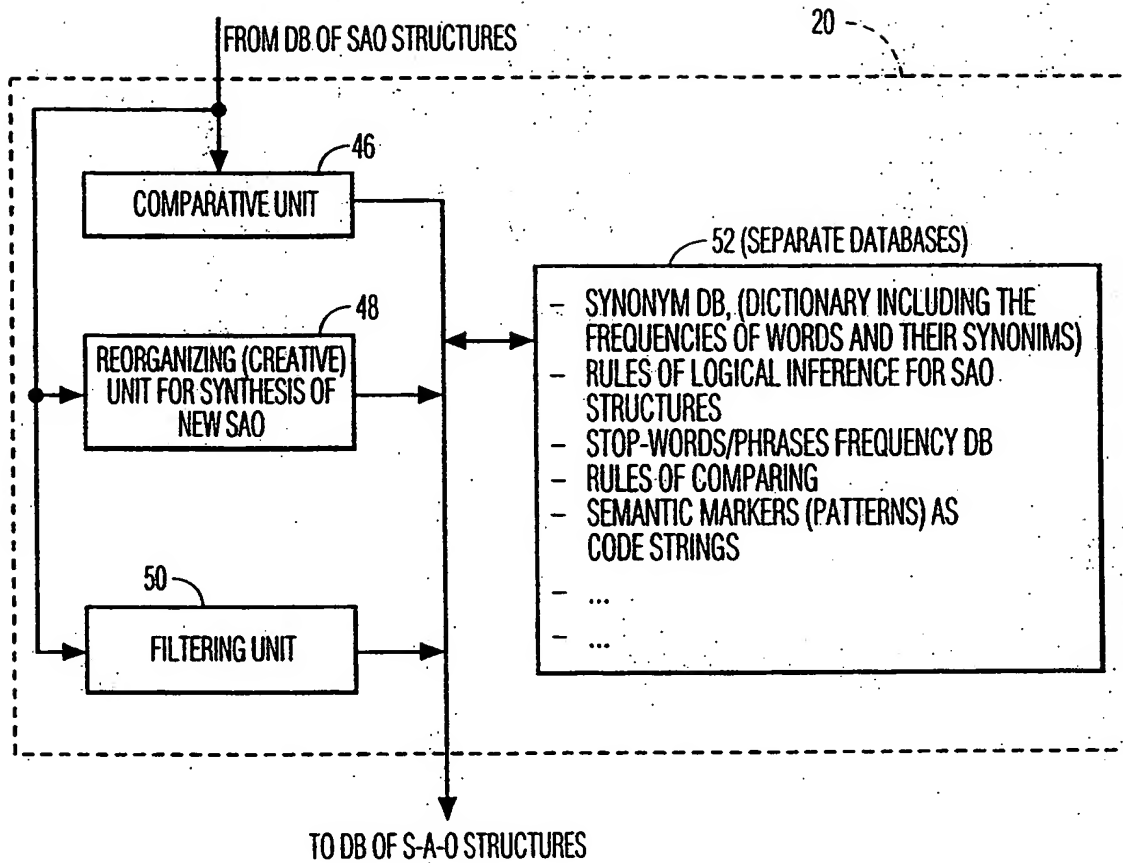 FROM DB OF SAO STRUCTURES
20
46
COMPARATIVE UNIT
52 (SEPARATE DATABASES)
- SYNONYM DB, (DICTIONARY INCLUDING THE
FREQUENCIES OF WORDS AND THEIR SYNONIMS)
- RULES OF LOGICAL INFERENCE FOR SAO
STRUCTURES
- STOP-WORDS/PHRASES FREQUENCY DB
- RULES OF COMPARING
- SEMANTIC MARKERS (PATTERNS) AS
CODE STRINGS
- ...
- ...
48
REORGANIZING (CREATIVE)
UNIT FOR SYNTHESIS OF
NEW SAO
50
FILTERING UNIT
TO DB OF S-A-O STRUCTURES